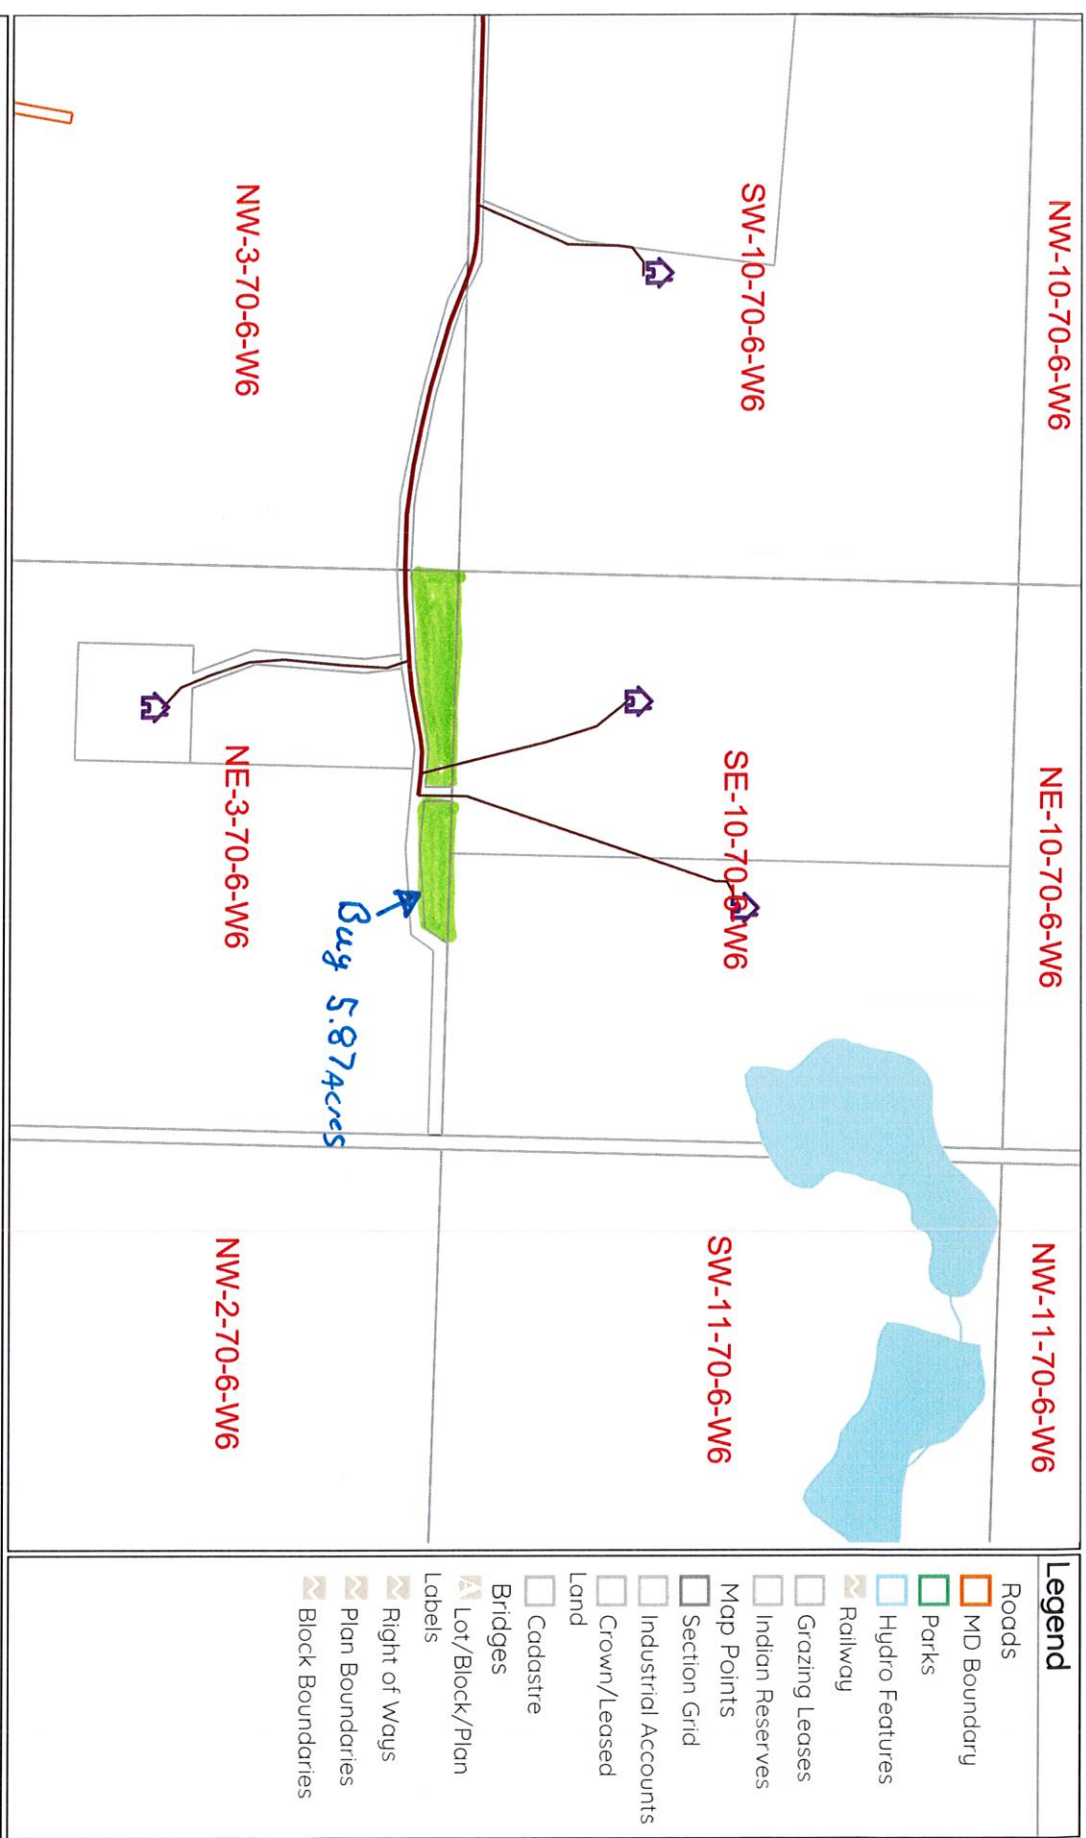 NW-10-70-6-W6
NE-10-70-6-W6
NW-11-70-6-W6
SW-10-70-6-W6
SE-10-70-6-W6
SW-11-70-6-W6
NW-3-70-6-W6
NE-3-70-6-W6
NW-2-70-6-W6
Buy 5.87 Acres
Legend
Roads
MD Boundary
Parks
Hydro Features
Railway
Grazing Leases
Indian Reserves
Map Points
Section Grid
Industrial Accounts
Crown/Leased
Land
Cadastre
Bridges
A Lot/Block/Plan
Labels
Right of Ways
Plan Boundaries
Block Boundaries